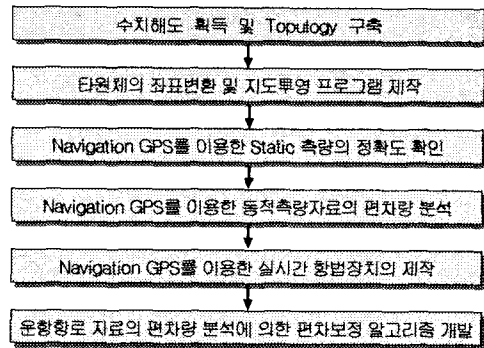 수치해도 획득 및 Topulogy 구축
타원체의 좌표변환 및 지도투영 프로그램 제작
Navigation GPS를 이용한 Static 측량의 정확도 확인
Navigation GPS를 이용한 동적측량자료의 편차량 분석
Navigation GPS를 이용한 실시간 항법장치의 제작
운항항로 자료의 편차량 분석에 의한 편차보정 알고리즘 개발